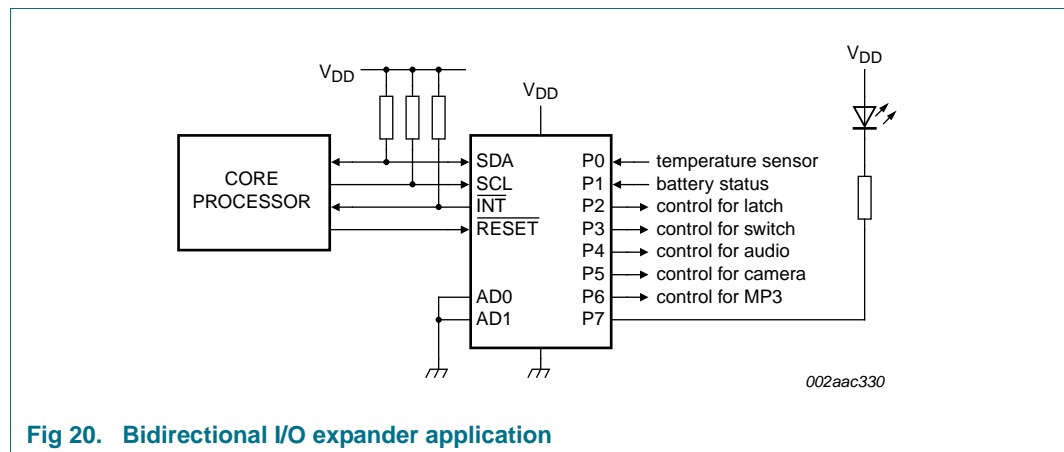 VDD
VDD
VDD
CORE
PROCESSOR
SDA
SCL
INT
RESET
AD0
AD1
P0
P1
P2
P3
P4
P5
P6
P7
temperature sensor
battery status
control for latch
control for switch
control for audio
control for camera
control for MP3
002aac330
Fig 20. Bidirectional I/O expander application